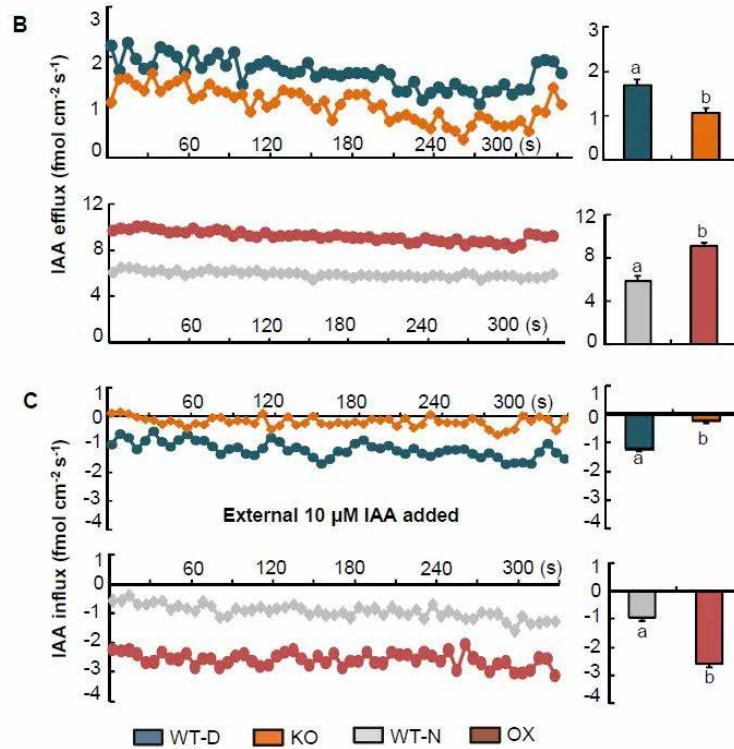 B
IAA efflux (fmol cm⁻² s⁻¹)
3
2
1
0
60 120 180 240 300 (s)
3
2
1
0
a
b
12
8
4
0
60 120 180 240 300 (s)
12
8
4
0
a
b
C
IAA influx (fmol cm⁻² s⁻¹)
1
0
-1
-2
-3
-4
60 120 180 240 300 (s)
External 10 µM IAA added
1
0
-1
-2
-3
-4
a
b
1
0
-1
-2
-3
-4
60 120 180 240 300 (s)
1
0
-1
-2
-3
-4
a
b
WT-D KO WT-N OX